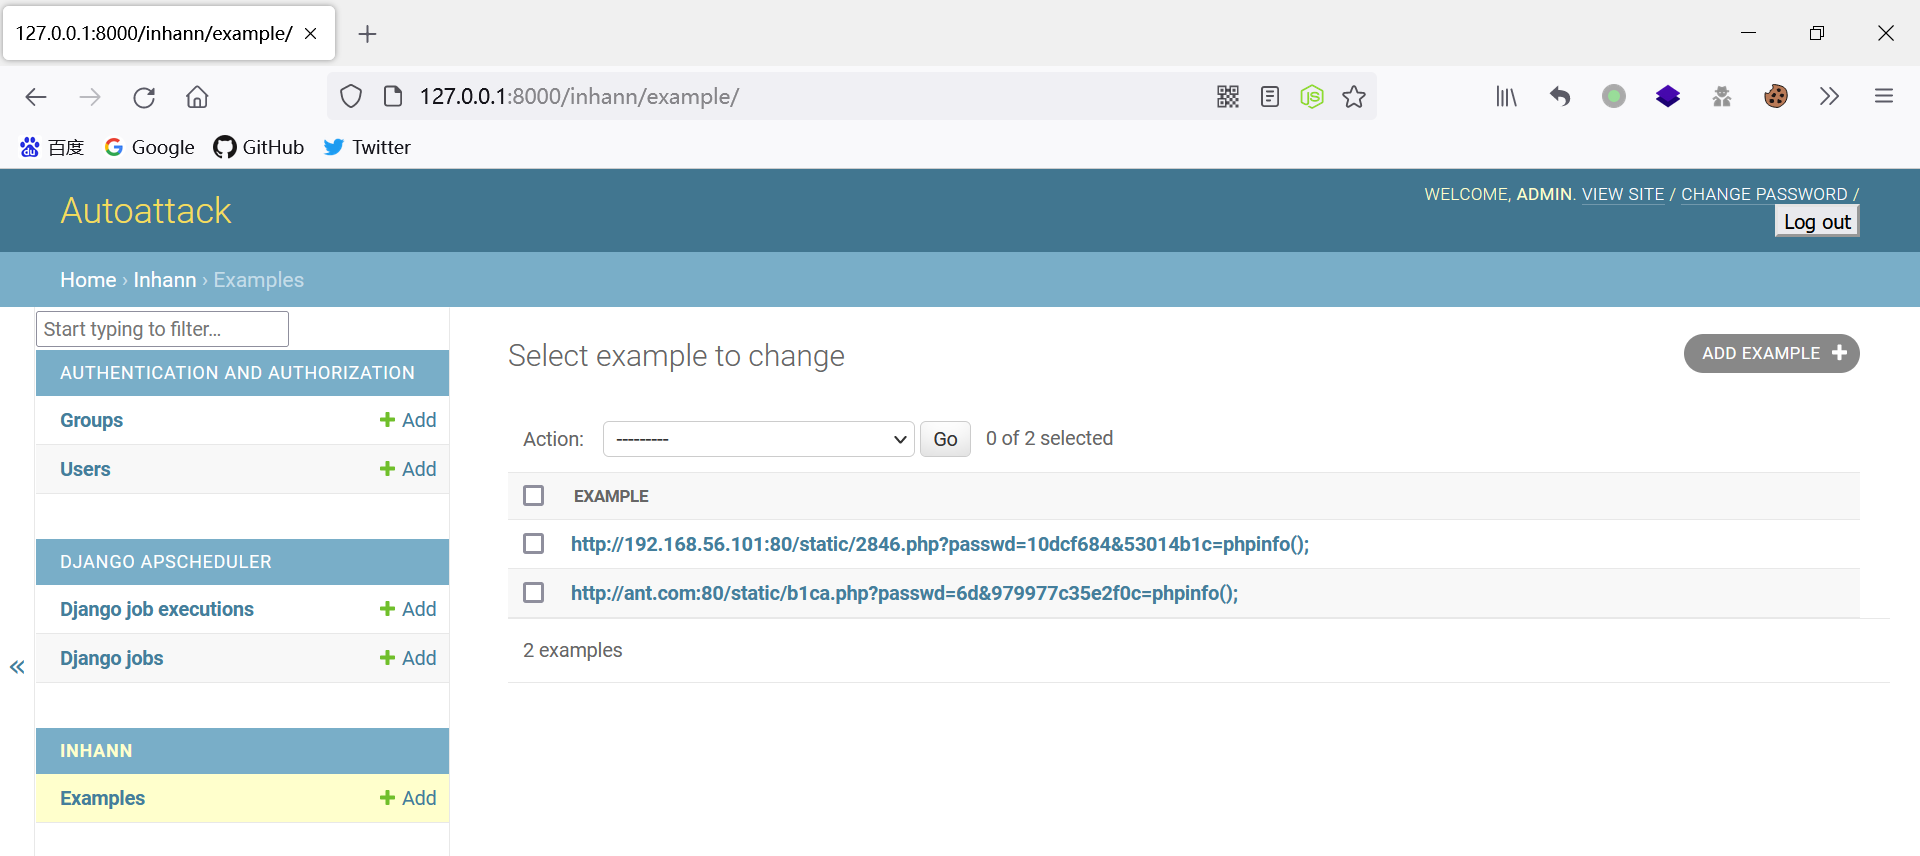 127.0.0.1:8000/inhann/example/
127.0.0.1:8000/inhann/example/
JS
du 百度 Google GitHub Twitter
Autoattack
WELCOME, ADMIN. VIEW SITE / CHANGE PASSWORD /
Log out
Home › Inhann › Examples
Start typing to filter...
AUTHENTICATION AND AUTHORIZATION
Groups Add
Users Add
DJANGO APSCHEDULER
Django job executions Add
Django jobs Add
«
INHANN
Examples Add
Select example to change
ADD EXAMPLE
Action: --------- Go 0 of 2 selected
EXAMPLE
http://192.168.56.101:80/static/2846.php?passwd=10dcf684&53014b1c=phpinfo();
http://ant.com:80/static/b1ca.php?passwd=6d&979977c35e2f0c=phpinfo();
2 examples